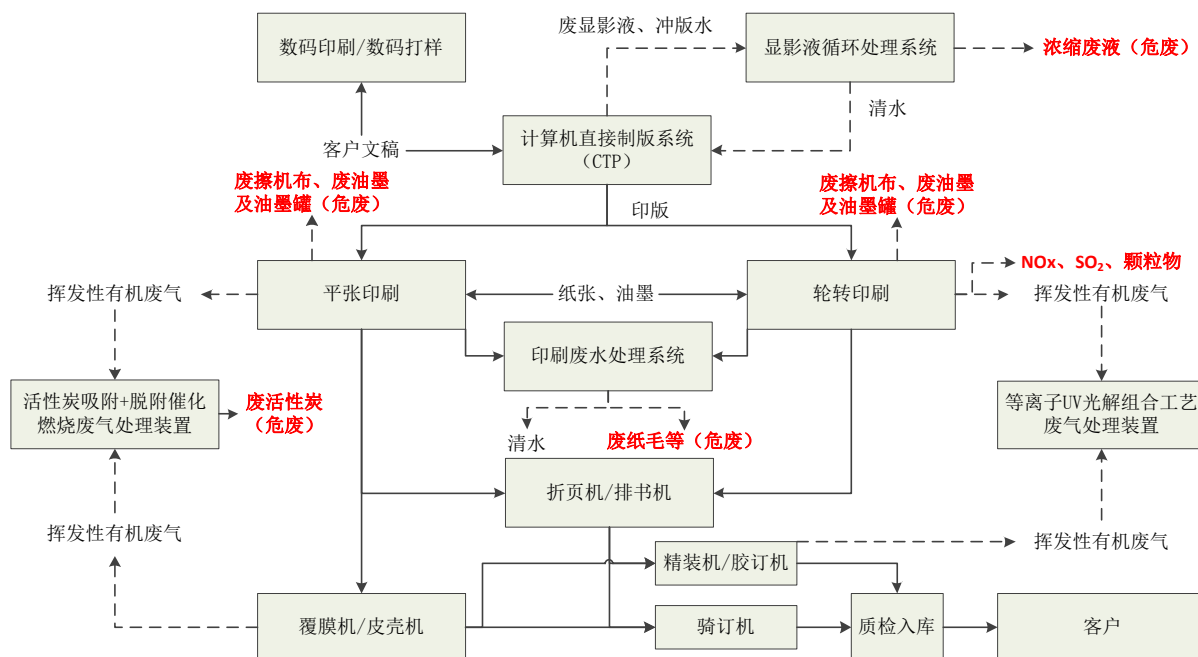 废显影液、冲版水
数码印刷/数码打样
显影液循环处理系统
浓缩废液（危废）
清水
计算机直接制版系统
（CTP）
客户文稿
废擦机布、废油墨
及油墨罐（危废）
废擦机布、废油墨
及油墨罐（危废）
印版
NOx、SO₂、颗粒物
挥发性有机废气
平张印刷
纸张、油墨
轮转印刷
挥发性有机废气
印刷废水处理系统
活性炭吸附+脱附催化
燃烧废气处理装置
废活性炭
（危废）
等离子UV光解组合工艺
废气处理装置
清水
废纸毛等（危废）
折页机/排书机
挥发性有机废气
精装机/胶订机
挥发性有机废气
覆膜机/皮壳机
骑订机
质检入库
客户